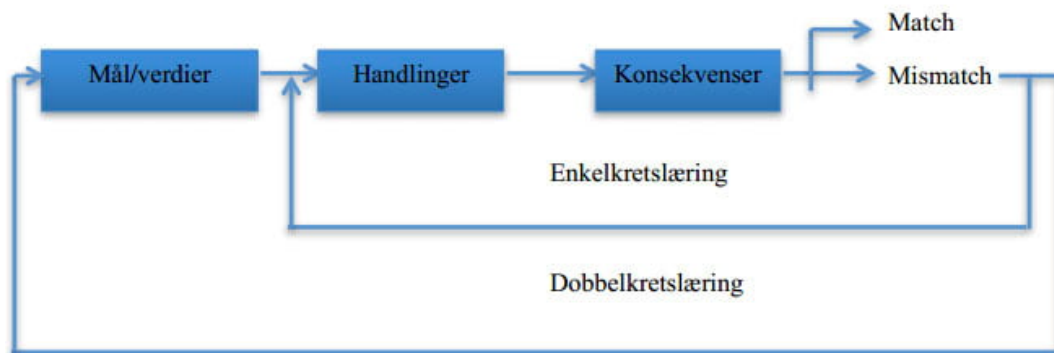 Match
Mål/verdier
Handlinger
Konsekvenser
Mismatch
Enkelkretslæring
Dobbelkretslæring